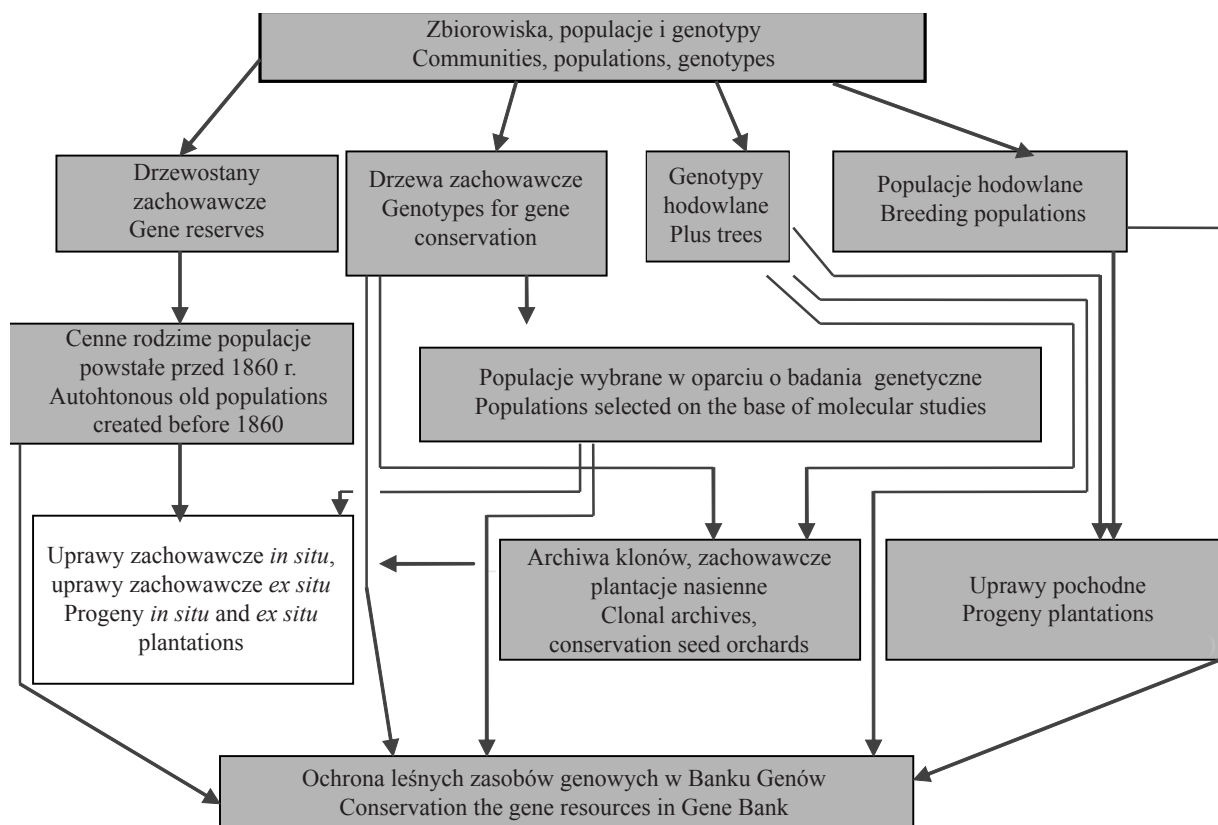 Zbiorowiska, populacje i genotypy
Communities, populations, genotypes
Drzewostany
zachowawcze
Gene reserves
Drzewa zachowawcze
Genotypes for gene
conservation
Genotypy
hodowlane
Plus trees
Populacje hodowlane
Breeding populations
Cenne rodzime populacje
powstałe przed 1860 r.
Autohtonous old populations
created before 1860
Populacje wybrane w oparciu o badania genetyczne
Populations selected on the base of molecular studies
Uprawy zachowawcze in situ,
uprawy zachowawcze ex situ
Progeny in situ and ex situ
plantations
Archiwa klonów, zachowawcze
plantacje nasienne
Clonal archives,
conservation seed orchards
Uprawy pochodne
Progeny plantations
)
Ochrona leśnych zasobów genowych w Banku Genów
Conservation the gene resources in Gene Bank